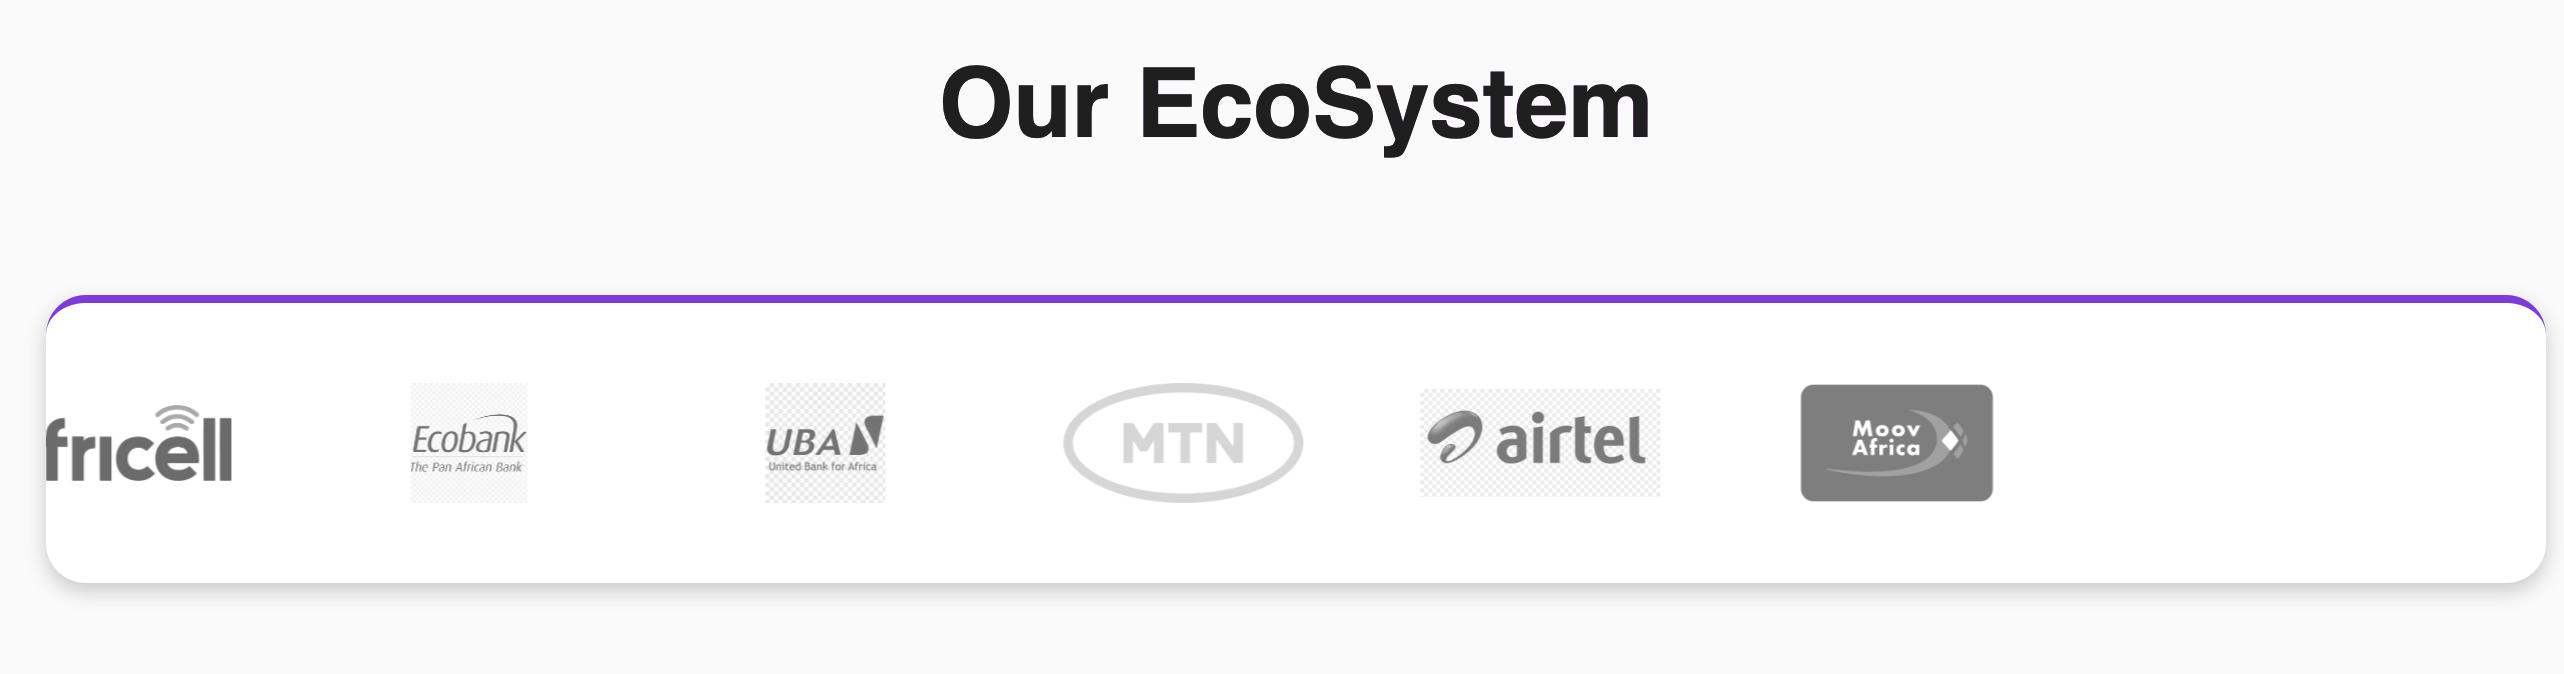 Our EcoSystem
fricell
Ecobank
The Pan African Bank
UBA
United Bank for Africa
MTN
airtel
Moov
Africa